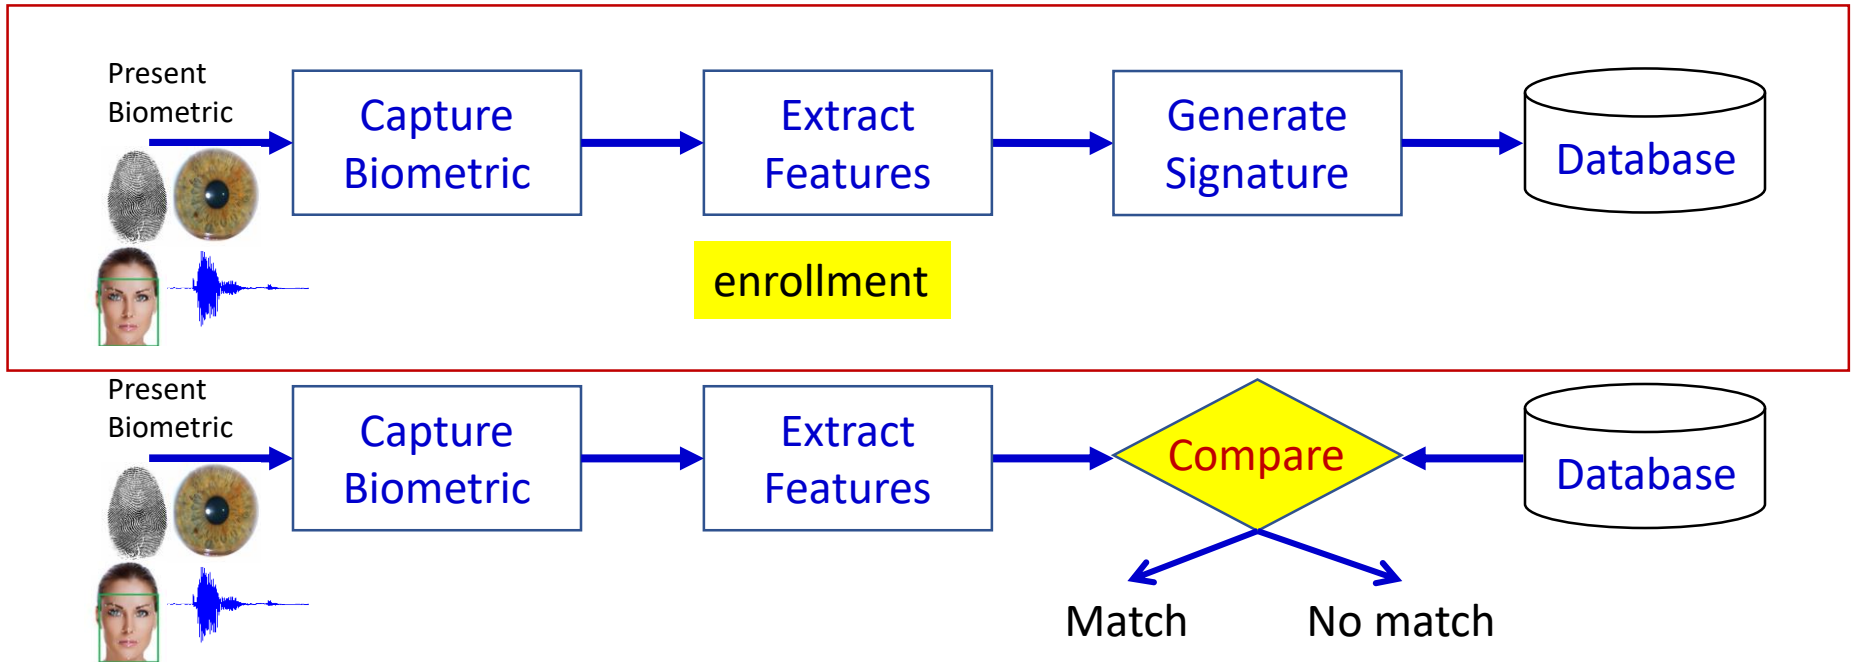 Present
Biometric
Capture
Biometric
Extract
Features
Generate
Signature
Database
enrollment
Present
Biometric
Capture
Biometric
Extract
Features
Compare
Database
Match
No match